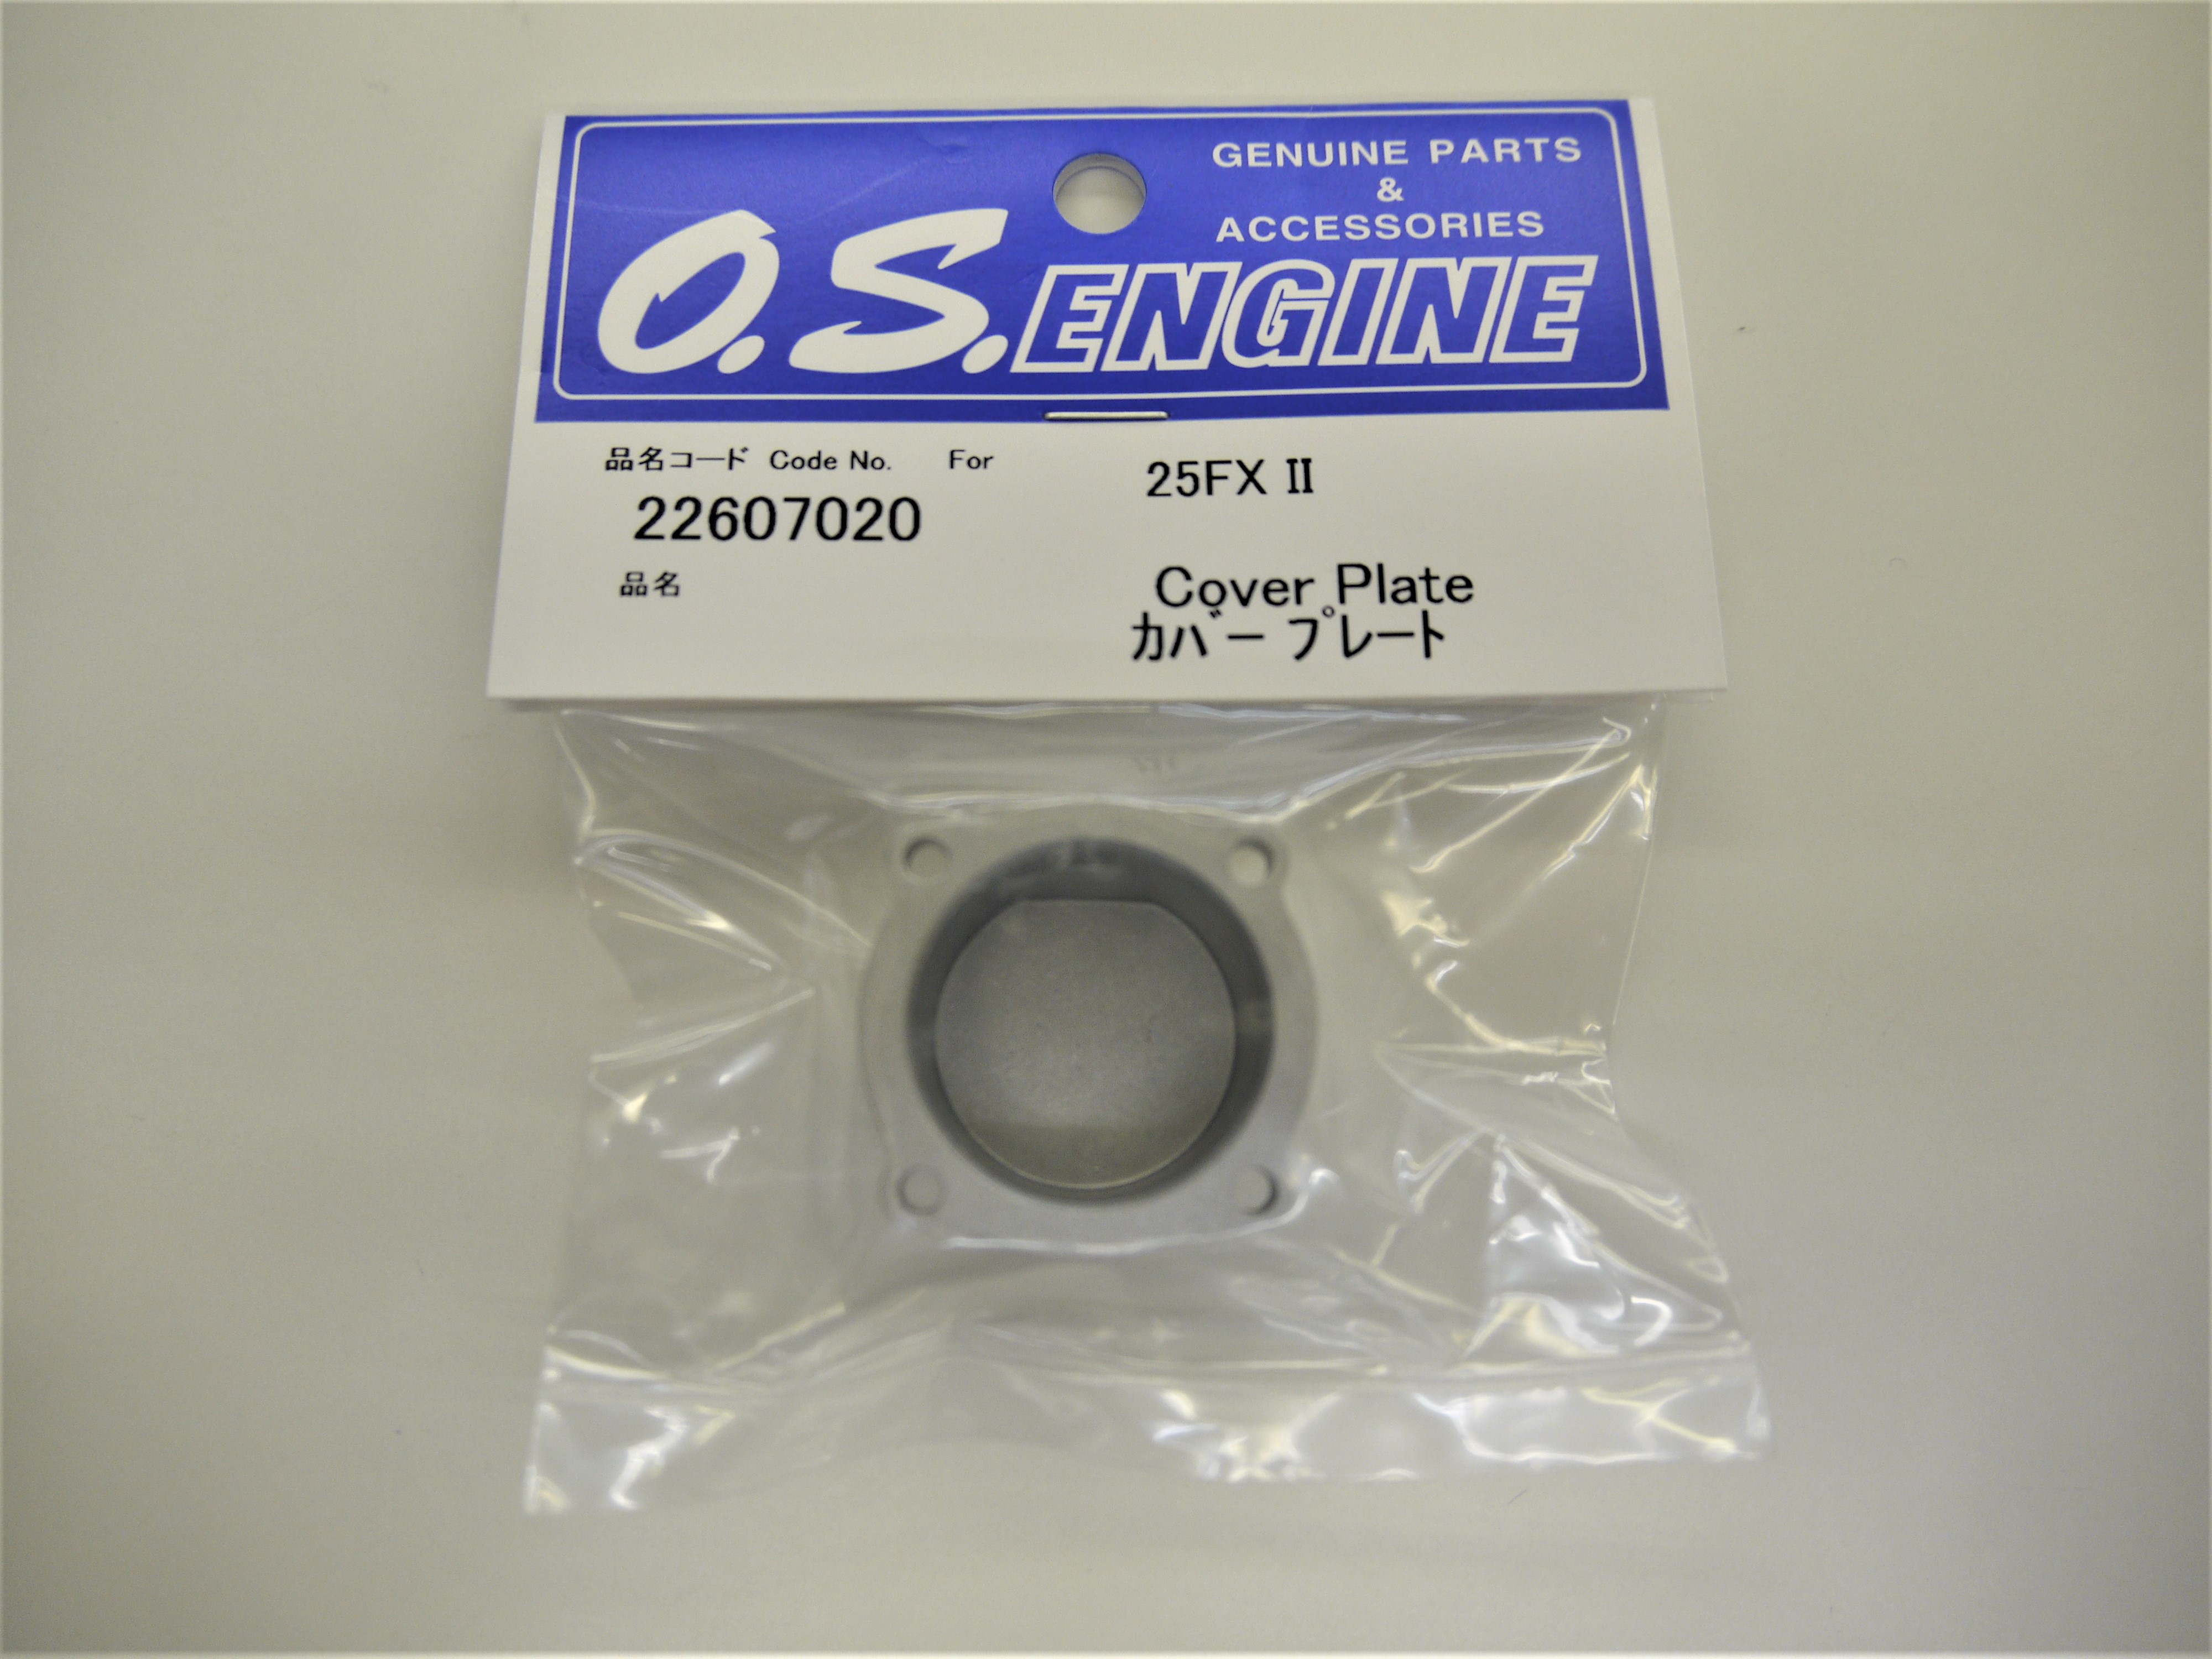 GENUINE PARTS
&
ACCESSORIES
O.S.ENGINE
品名コード Code No. For
25FX II
22607020
品名
Cover Plate
カバー プレート